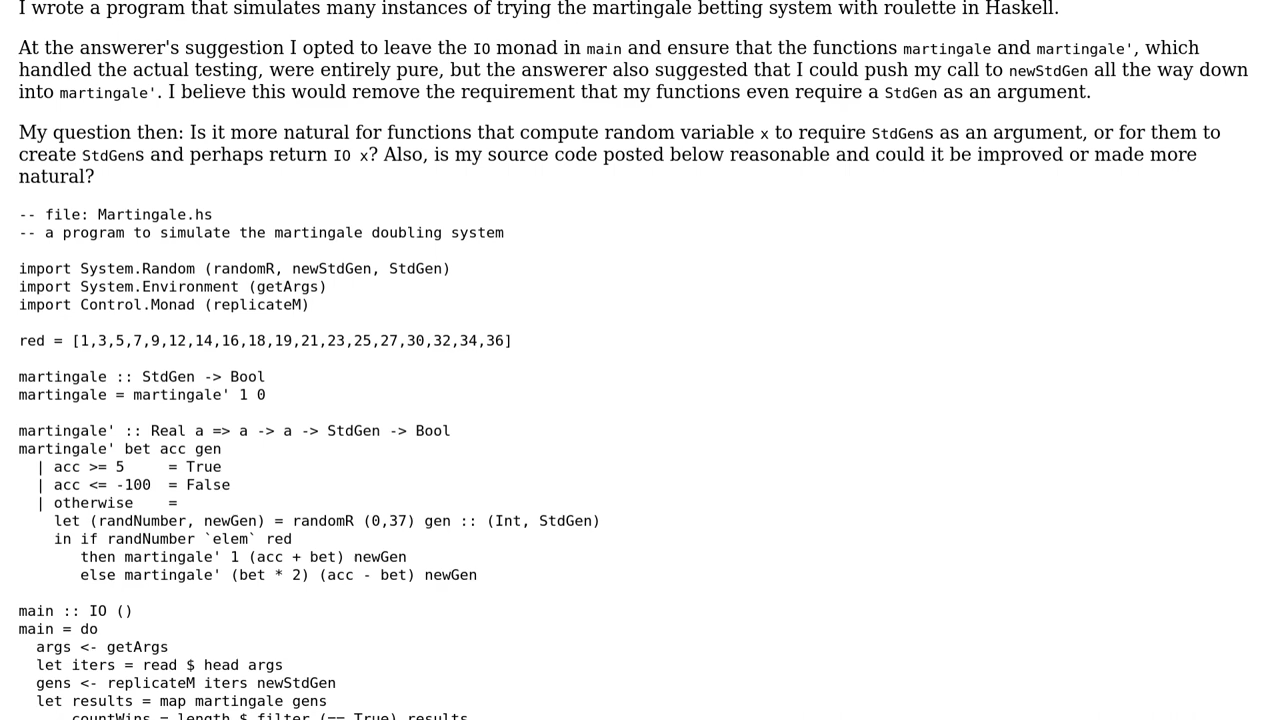 I wrote a program that simulates many instances of trying the martingale betting system with roulette in Haskell.
At the answerer's suggestion I opted to leave the IO monad in main and ensure that the functions martingale and martingale', which
handled the actual testing, were entirely pure, but the answerer also suggested that I could push my call to newStdGen all the way down
into martingale'. I believe this would remove the requirement that my functions even require a StdGen as an argument.
My question then: Is it more natural for functions that compute random variable x to require StdGens as an argument, or for them to
create StdGens and perhaps return IO x? Also, is my source code posted below reasonable and could it be improved or made more
natural?
-- file: Martingale.hs
-- a program to simulate the martingale doubling system
import System.Random (randomR, newStdGen, StdGen)
import System.Environment (getArgs)
import Control.Monad (replicateM)
red = [1,3,5,7,9,12,14,16,18,19,21,23,25,27,30,32,34,36]
martingale :: StdGen -> Bool
martingale = martingale' 1 0
martingale' :: Real a => a -> a -> StdGen -> Bool
martingale' bet acc gen
  | acc >= 5     = True
  | acc <= -100  = False
  | otherwise    =
    let (randNumber, newGen) = randomR (0,37) gen :: (Int, StdGen)
    in if randNumber `elem` red
       then martingale' 1 (acc + bet) newGen
       else martingale' (bet * 2) (acc - bet) newGen
main :: IO ()
main = do
  args <- getArgs
  let iters = read $ head args
  gens <- replicateM iters newStdGen
  let results = map martingale gens
      countWins = length $ filter (== True) results